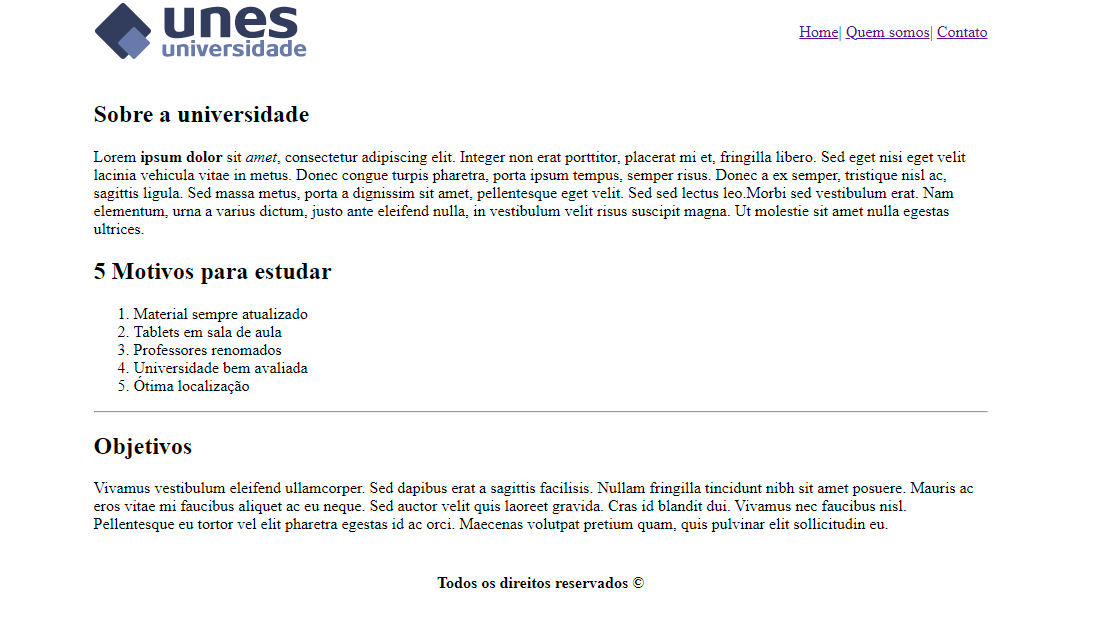 unes
universidade
Home| Quem somos| Contato
Sobre a universidade
Lorem ipsum dolor sit amet, consectetur adipiscing elit. Integer non erat porttitor, placerat mi et, fringilla libero. Sed eget nisi eget velit
lacinia vehicula vitae in metus. Donec congue turpis pharetra, porta ipsum tempus, semper risus. Donec a ex semper, tristique nisl ac,
sagittis ligula. Sed massa metus, porta a dignissim sit amet, pellentesque eget velit. Sed sed lectus leo.Morbi sed vestibulum erat. Nam
elementum, urna a varius dictum, justo ante eleifend nulla, in vestibulum velit risus suscipit magna. Ut molestie sit amet nulla egestas
ultrices.
5 Motivos para estudar
1. Material sempre atualizado
2. Tablets em sala de aula
3. Professores renomados
4. Universidade bem avaliada
5. Ótima localização
Objetivos
Vivamus vestibulum eleifend ullamcorper. Sed dapibus erat a sagittis facilisis. Nullam fringilla tincidunt nibh sit amet posuere. Mauris ac
eros vitae mi faucibus aliquet ac eu neque. Sed auctor velit quis laoreet gravida. Cras id blandit dui. Vivamus nec faucibus nisl.
Pellentesque eu tortor vel elit pharetra egestas id ac orci. Maecenas volutpat pretium quam, quis pulvinar elit sollicitudin eu.
Todos os direitos reservados ©